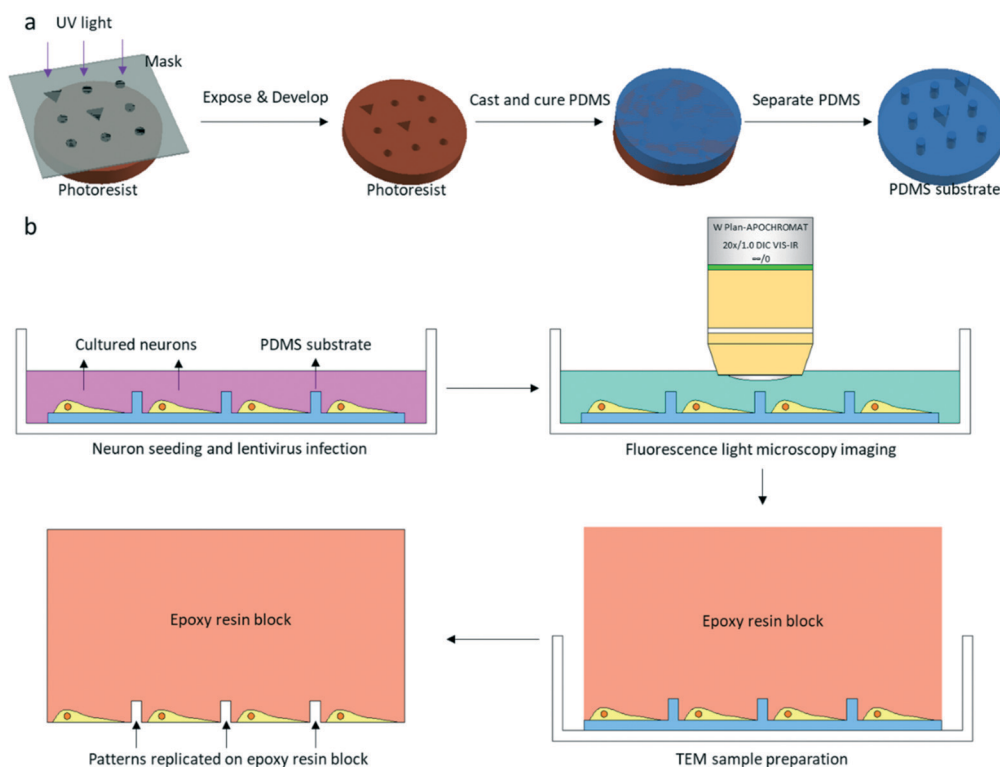 a
UV light
Mask
Expose & Develop
Cast and cure PDMS
Separate PDMS
Photoresist
Photoresist
PDMS substrate
b
W Plan-APOCHROMAT
20x/1.0 DIC VIS-IR
∞/0
Cultured neurons
PDMS substrate
Neuron seeding and lentivirus infection
Fluorescence light microscopy imaging
Epoxy resin block
Epoxy resin block
Patterns replicated on epoxy resin block
TEM sample preparation